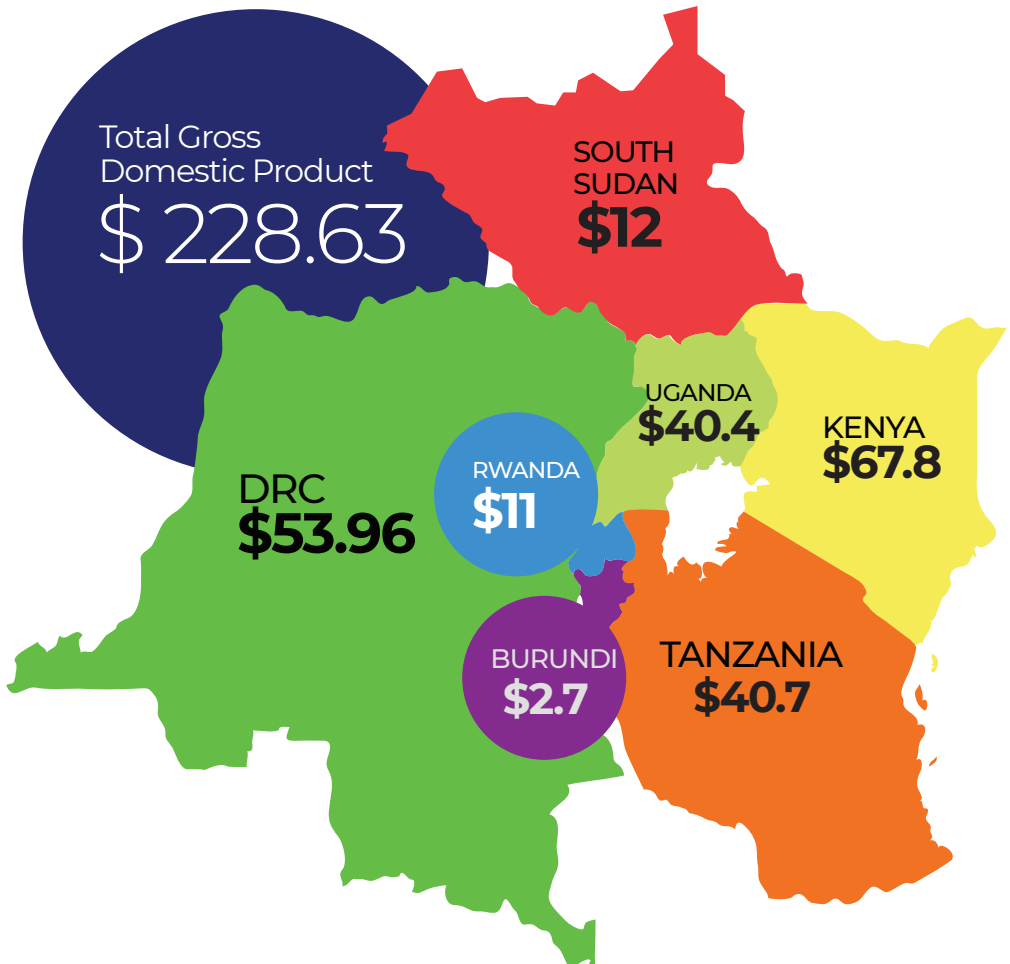 Total Gross
Domestic Product
$ 228.63
SOUTH
SUDAN
$12
UGANDA
$40.4
KENYA
$67.8
RWANDA
$11
DRC
$53.96
BURUNDI
$2.7
TANZANIA
$40.7